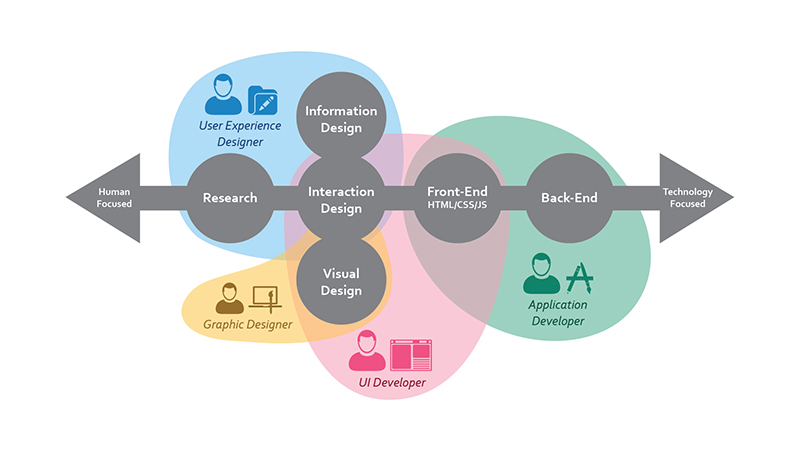 Information
Design
User Experience
Designer
Human
Focused
Research
Interaction
Design
Front-End
HTML/CSS/JS
Back-End
Technology
Focused
Visual
Design
Graphic Designer
Application
Developer
UI Developer